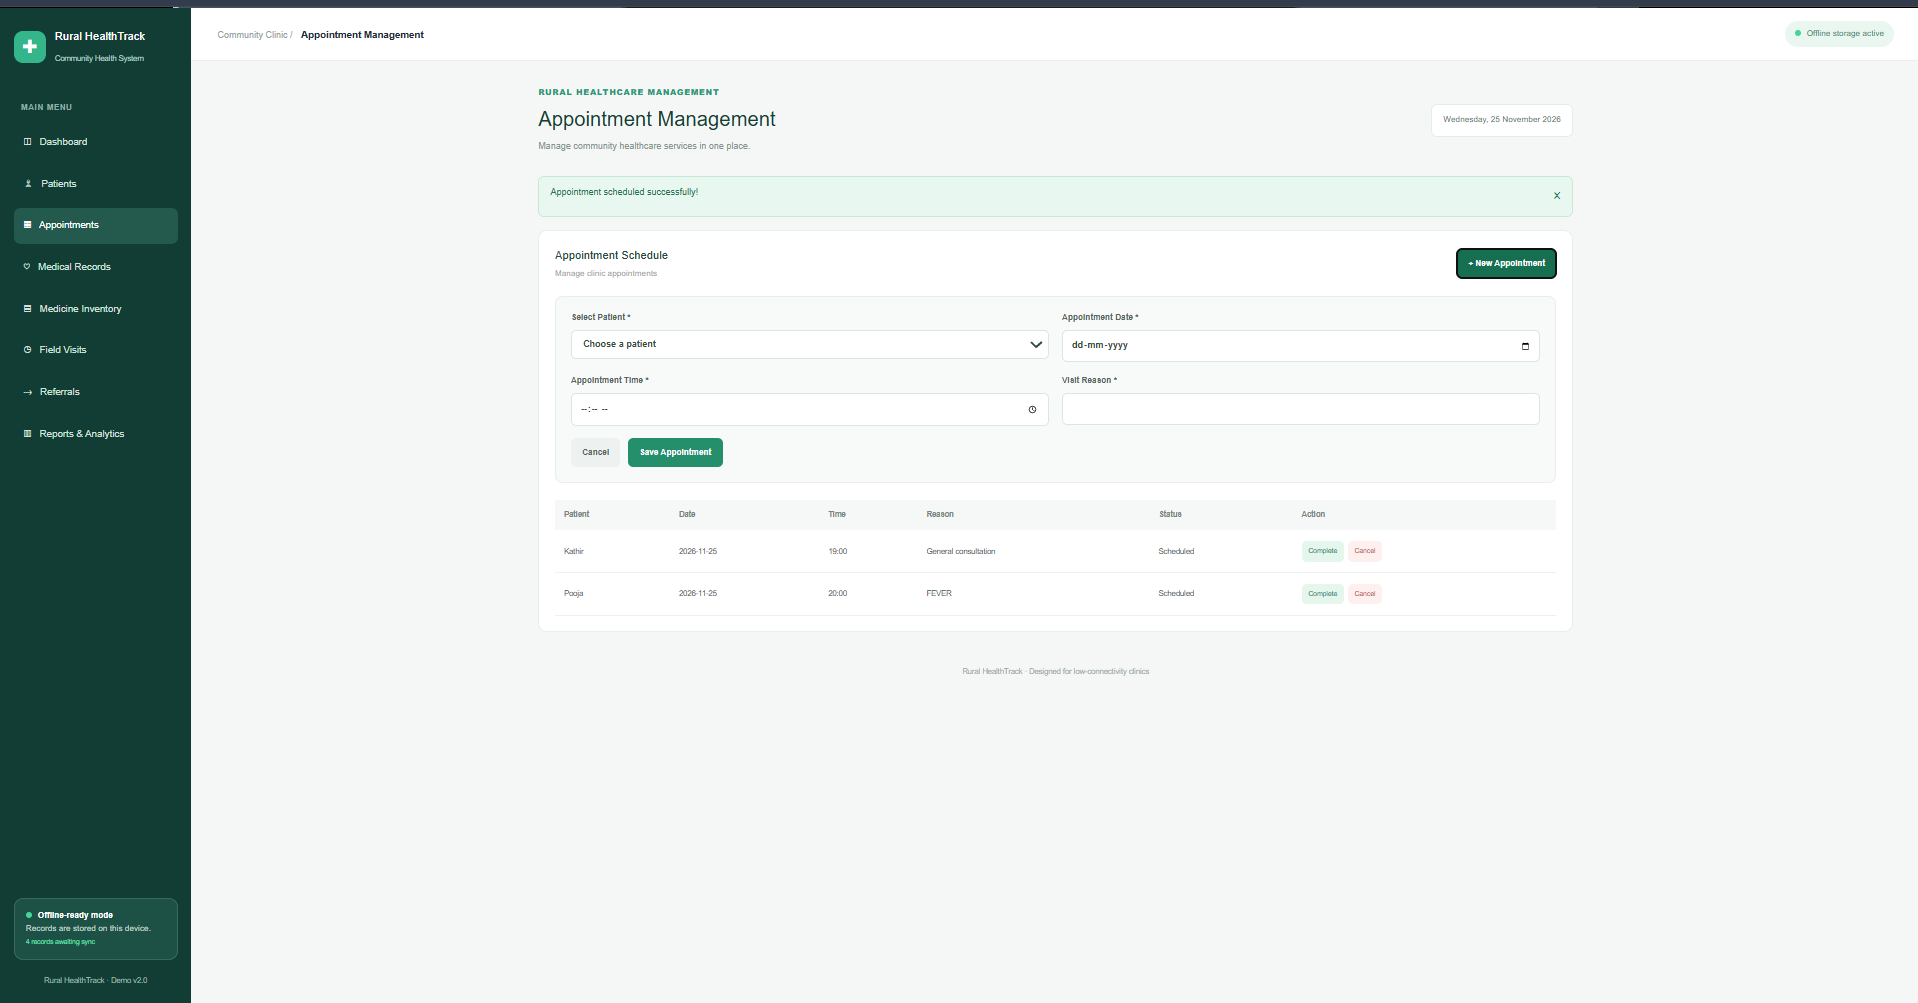 Rural HealthTrack
Community Health System
MAIN MENU
Dashboard
Patients
Appointments
Medical Records
Medicine Inventory
Field Visits
Referrals
Reports & Analytics
Offline-ready mode
Records are stored on this device.
4 records awaiting sync
Rural HealthTrack · Demo v2.0
Community Clinic / Appointment Management
Offline storage active
RURAL HEALTHCARE MANAGEMENT
Appointment Management
Manage community healthcare services in one place.
Wednesday, 25 November 2026
Appointment scheduled successfully!
X
Appointment Schedule
Manage clinic appointments
+ New Appointment
Select Patient *
Choose a patient
Appointment Date *
dd-mm-yyyy
Appointment Time *
--:-- --
Visit Reason *
Cancel
Save Appointment
Patient Date Time Reason Status Action
Kathir 2026-11-25 19:00 General consultation Scheduled Complete Cancel
Pooja 2026-11-25 20:00 FEVER Scheduled Complete Cancel
Rural HealthTrack · Designed for low-connectivity clinics